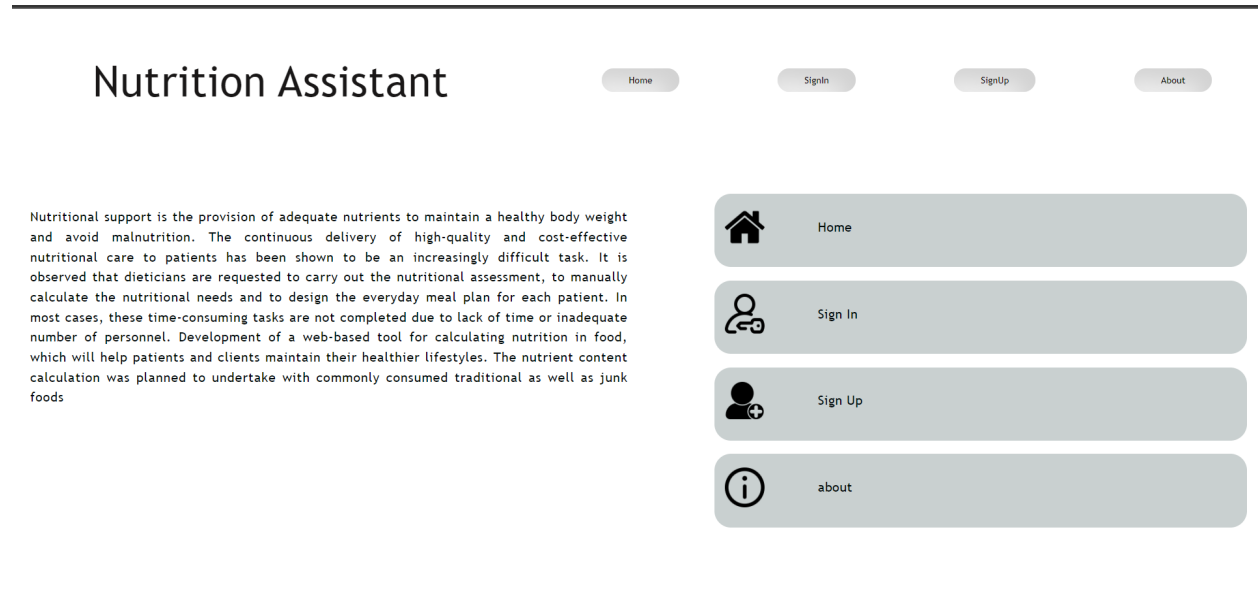 Nutrition Assistant
Home
SignIn
SignUp
About
Nutritional support is the provision of adequate nutrients to maintain a healthy body weight
and avoid malnutrition. The continuous delivery of high-quality and cost-effective
nutritional care to patients has been shown to be an increasingly difficult task. It is
observed that dieticians are requested to carry out the nutritional assessment, to manually
calculate the nutritional needs and to design the everyday meal plan for each patient. In
most cases, these time-consuming tasks are not completed due to lack of time or inadequate
number of personnel. Development of a web-based tool for calculating nutrition in food,
which will help patients and clients maintain their healthier lifestyles. The nutrient content
calculation was planned to undertake with commonly consumed traditional as well as junk
foods
Home
Sign In
Sign Up
about